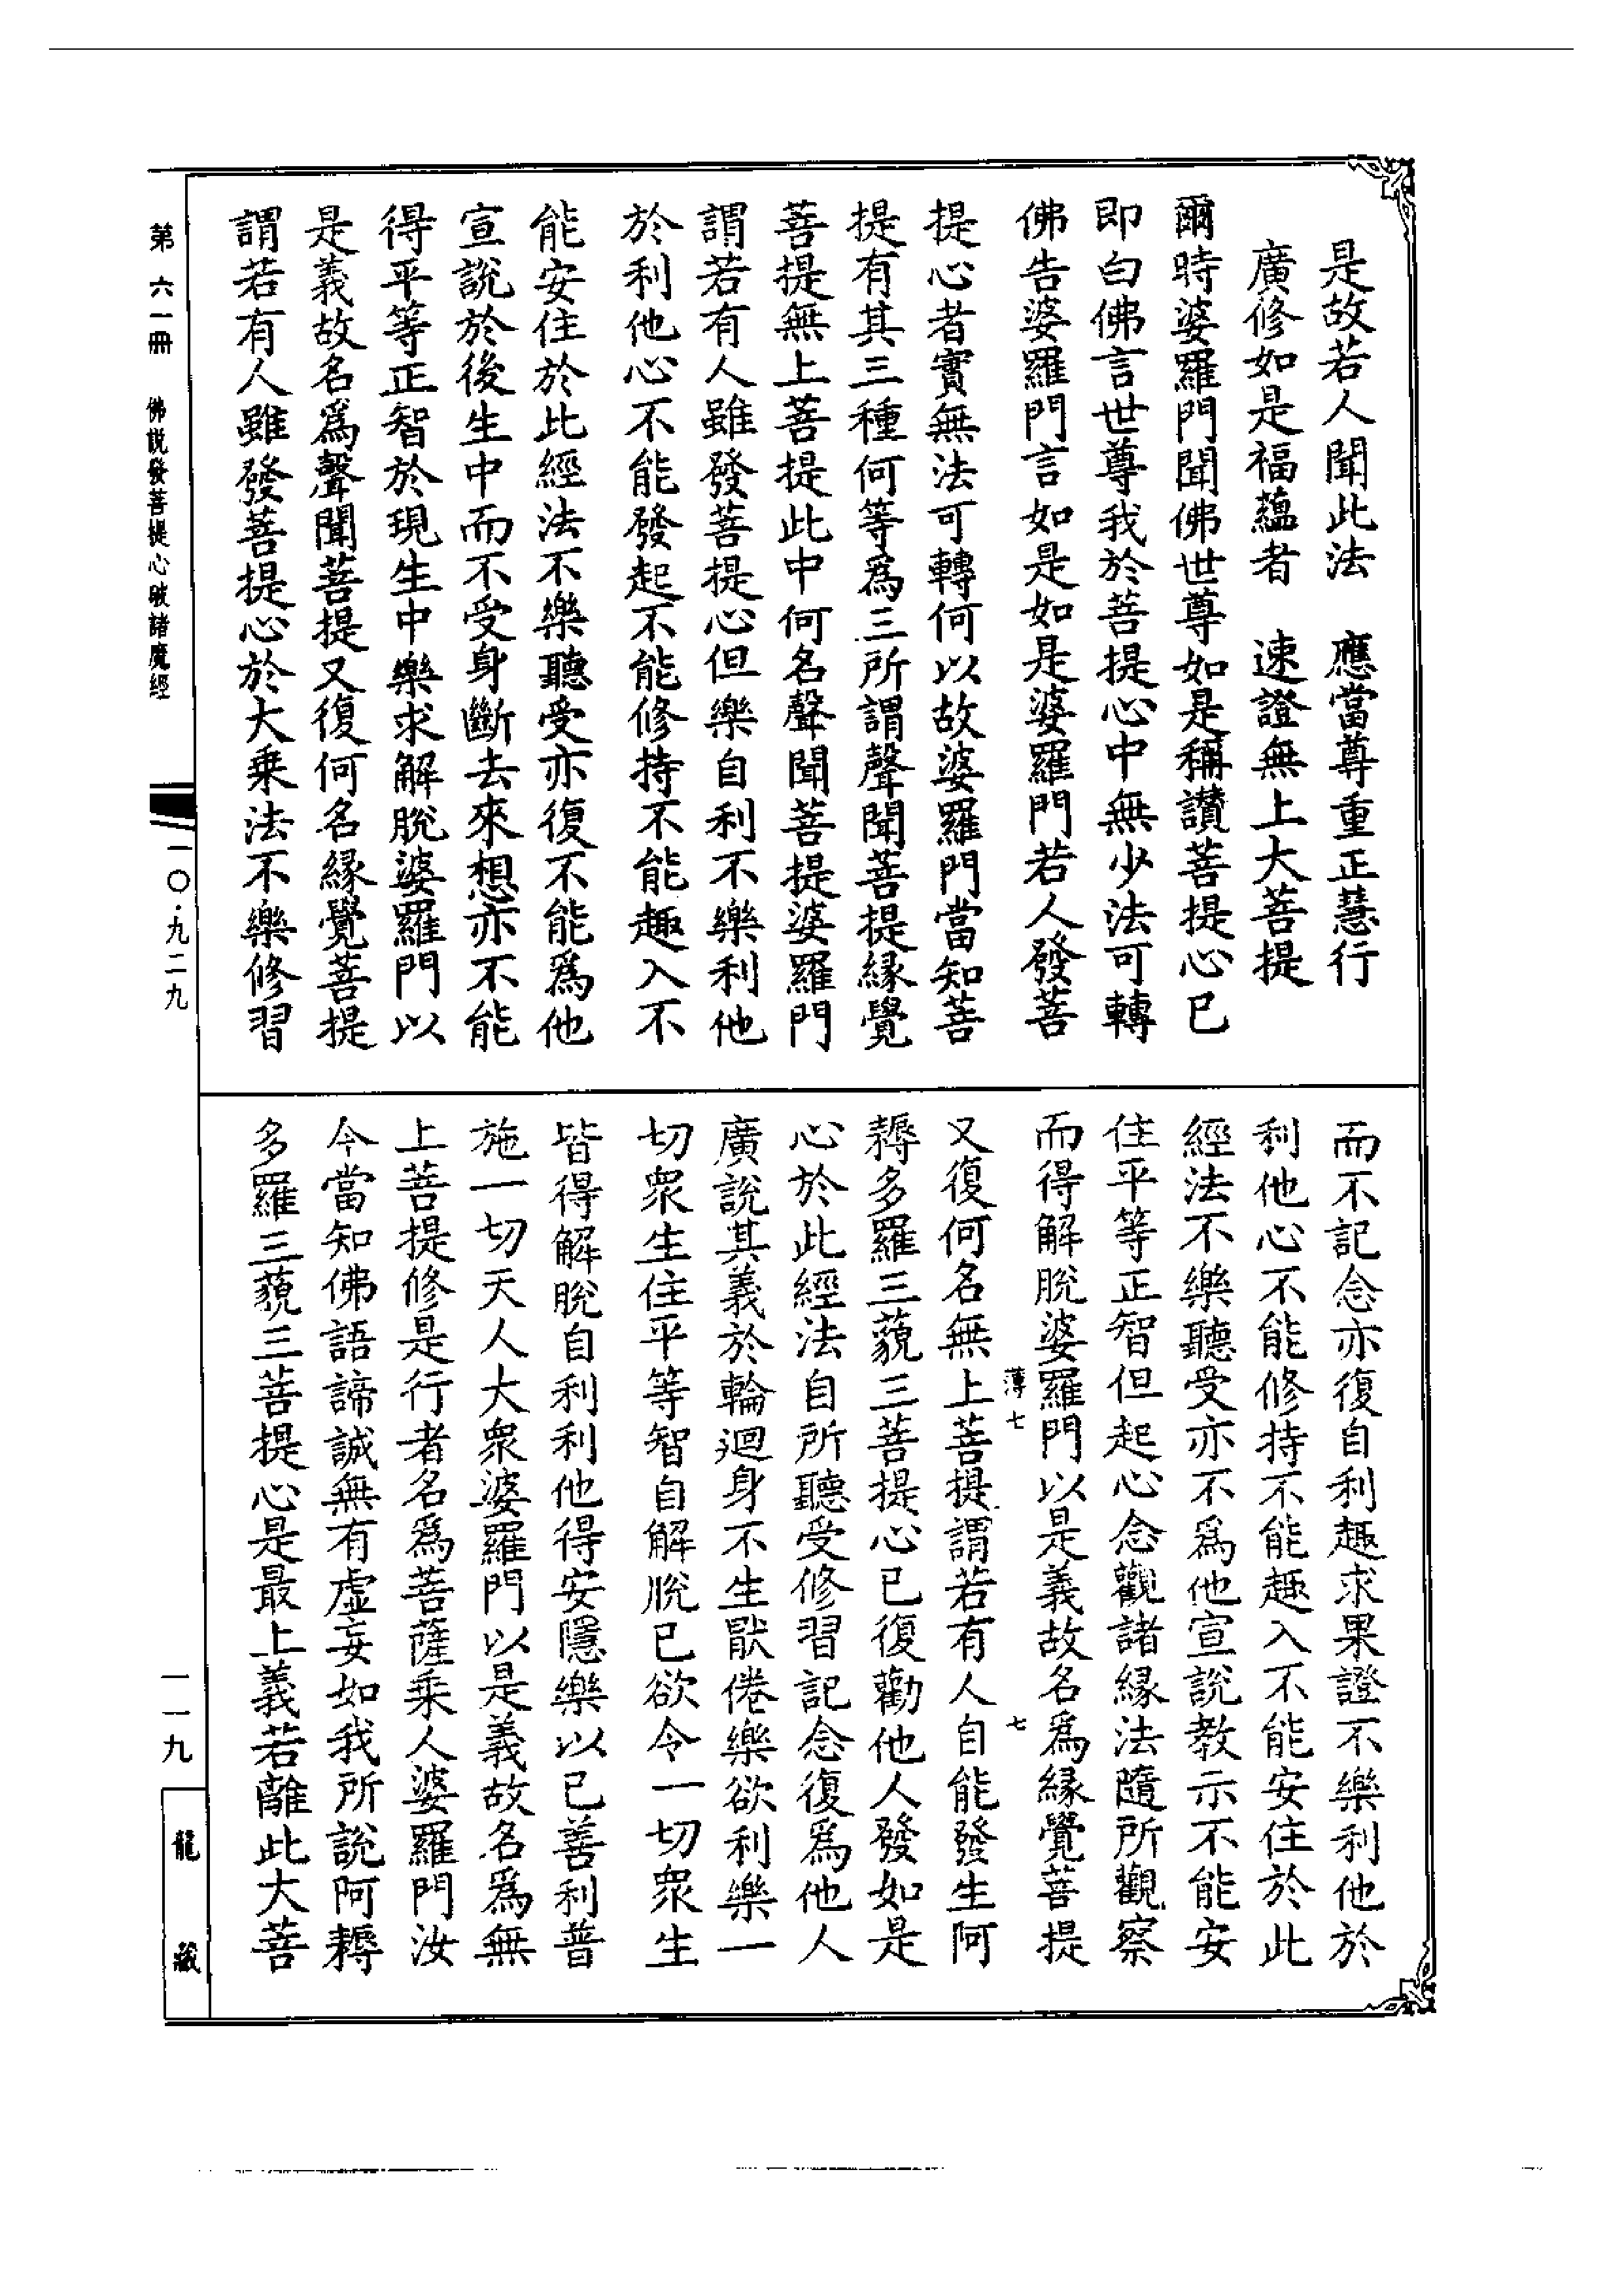 是故若人聞此法　應當尊重正慧行
廣修如是福蘊者　速證無上大菩提
爾時婆羅門聞佛世尊如是稱讚菩提心已
即白佛言世尊我於菩提心中無少法可轉
佛告婆羅門言如是如是婆羅門若人發菩
提心者實無法可轉何以故婆羅門當知菩
提有其三種何等為三所謂聲聞菩提緣覺
菩提無上菩提此中何名聲聞菩提婆羅門
謂若有人雖發菩提心但樂自利不樂利他
於利他心不能發起不能修持不能趣入不
能安住於此經法不樂聽受亦復不能為他
宣說於後生中而不受身斷去來想亦不能
得平等正智於現生中樂求解脫婆羅門以
是義故名為聲聞菩提又復何名緣覺菩提
謂若有人雖發菩提心於大乘法不樂修習
而不記念亦復自利趣求果證不樂利他於
利他心不能修持不能趣入不能安住於此
經法不樂聽受亦不為他宣說教示不能安
住平等正智但起心念觀諸緣法隨所觀察
而得解脫婆羅門以是義故名為緣覺菩提
薄七　七
又復何名無上菩提謂若有人自能發生阿
耨多羅三藐三菩提心已復勸他人發如是
心於此經法自所聽受修習記念復為他人
廣說其義於輪迴身不生厭倦樂欲利樂一
切眾生住平等智自解脫已欲令一切眾生
皆得解脫自利利他得安隱樂以已善利普
施一切天人大眾婆羅門以是義故名為無
上菩提修是行者名為菩薩乘人婆羅門汝
今當知佛語諦誠無有虛妄如我所說阿耨
多羅三藐三菩提心是最上義若離此大菩
第六一冊　佛說發菩提心破諸魔經
一〇·九二九
一一九
龍藏